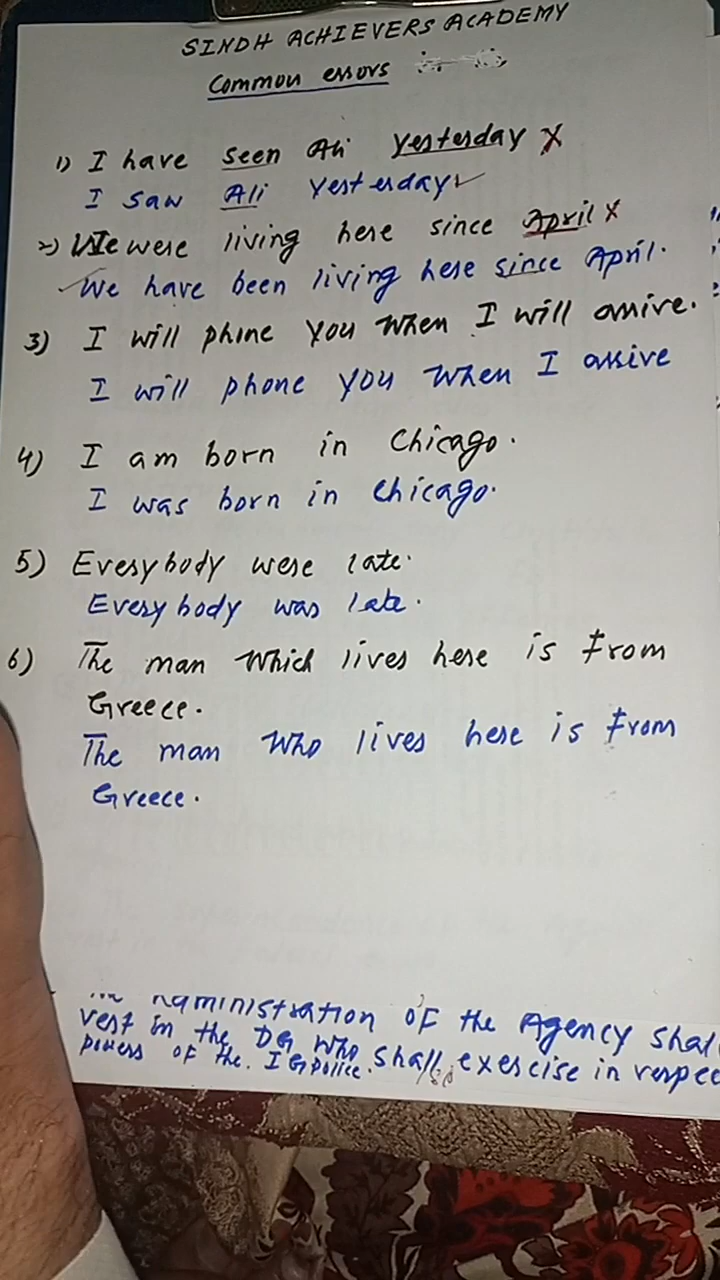 SINDH ACHIEVERS ACADEMY
Common errors :-
1) I have seen Ali yesterday X
I saw Ali yesterday ✓
2) We were living here since April X
✓ We have been living here since April.
3) I will phine you when I will arrive.
I will phone you when I arrive
4) I am born in Chicago.
I was born in Chicago.
5) Everybody were late.
Everybody was late.
6) The man which lives here is from
Greece.
The man who lives here is from
Greece.
administration of the Agency shal
vest in the DG who shall exercise in respec
powers of the. I G police.